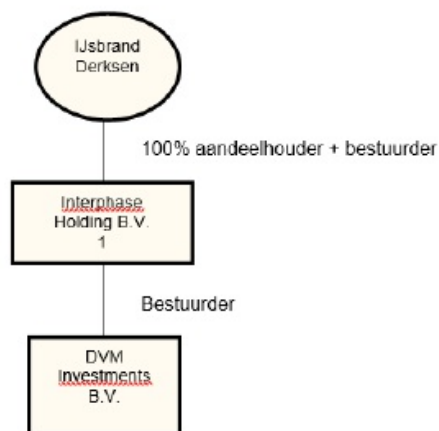 IJsbrand
Derksen
100% aandeelhouder + bestuurder
Interphase
Holding B.V.
1
Bestuurder
DVM
Investments
B.V.